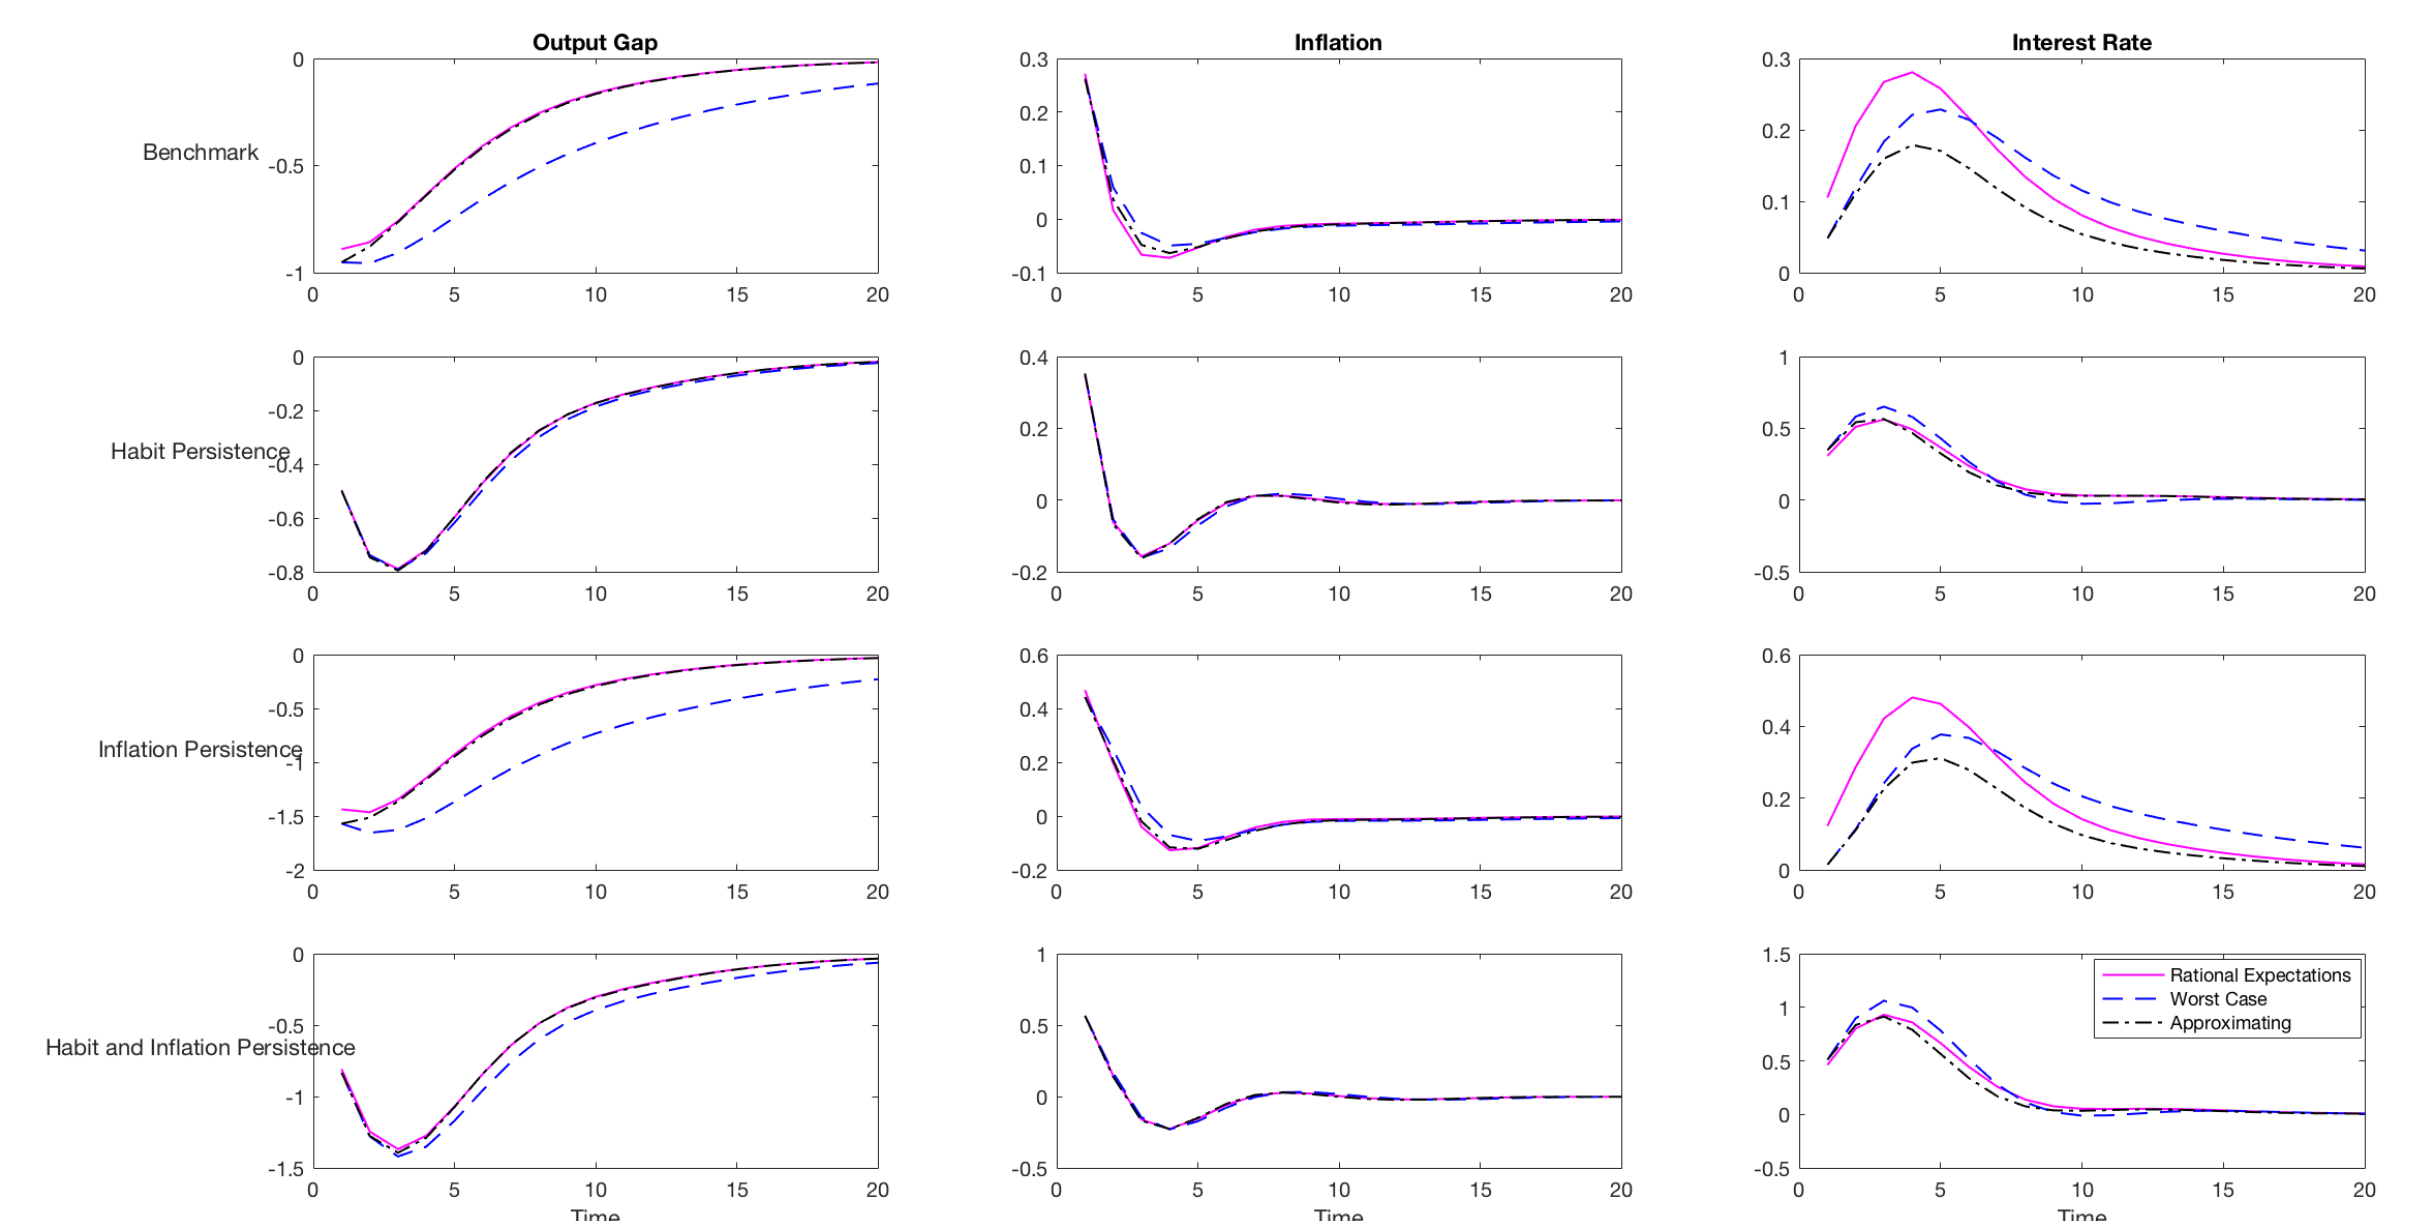 Output Gap Inflation Interest Rate
0 0.3 0.3
0.2 0.2
Benchmark -0.5 0.1 0.1
0
-1 -0.1 0
0 5 10 15 20 0 5 10 15 20 0 5 10 15 20
0 0.4 1
-0.2 0.2 0.5
Habit Persistence -0.4
-0.6 0 0
-0.8 -0.2 -0.5
0 5 10 15 20 0 5 10 15 20 0 5 10 15 20
0 0.6 0.6
-0.5 0.4 0.4
Inflation Persistence -1 0.2
-1.5 0 0.2
-2 -0.2 0
0 5 10 15 20 0 5 10 15 20 0 5 10 15 20
0 1 1.5
Rational Expectations
Worst Case
Approximating
-0.5 0.5 1
Habit and Inflation Persistence 0.5
-1 0 0
-1.5 -0.5 -0.5
0 5 10 15 20 0 5 10 15 20 0 5 10 15 20
Time Time Time